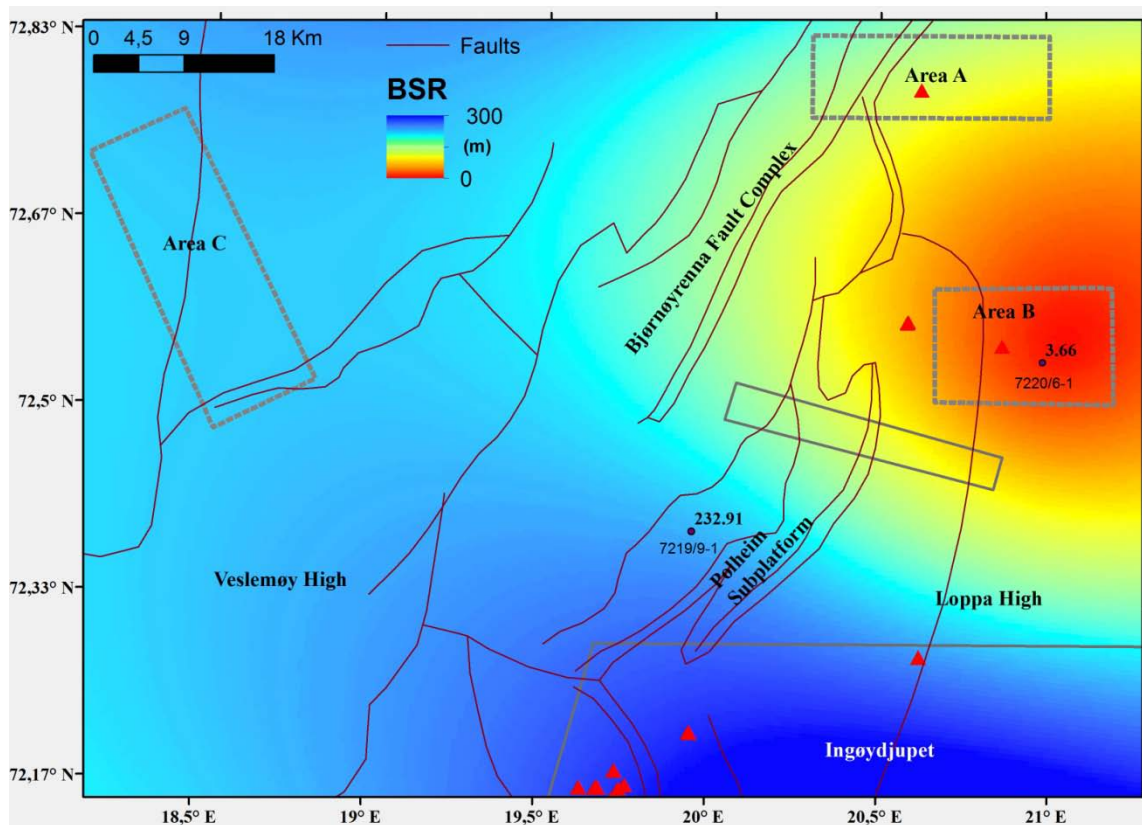 72,83° N
0 4,5 9 18 Km
Faults
BSR
300
(m)
0
Area A
Bjørnøyrenna Fault Complex
72,67° N
Area C
Area B
3.66
7220/6-1
72,5° N
232.91
7219/9-1
Polheim
Subplatform
72,33° N
Veslemøy High
Loppa High
Ingøydjupet
72,17° N
18,5° E 19° E 19,5° E 20° E 20,5° E 21° E